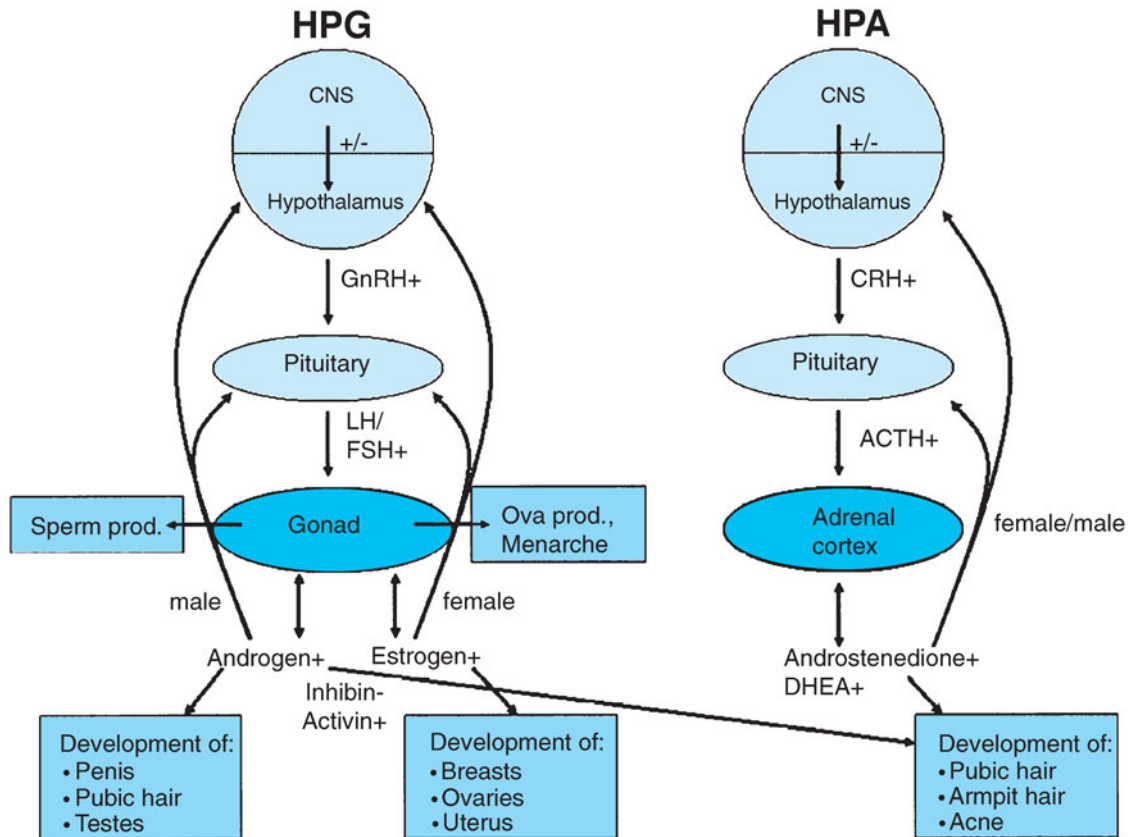 HPG
CNS
+/-
Hypothalamus
GnRH+
Pituitary
LH/
FSH+
Sperm prod.
Gonad
Ova prod.,
Menarche
male
female
Androgen+
Estrogen+
Inhibin-
Activin+
Development of:
• Penis
• Pubic hair
• Testes
Development of:
• Breasts
• Ovaries
• Uterus
HPA
CNS
+/-
Hypothalamus
CRH+
Pituitary
ACTH+
Adrenal
cortex
female/male
Androstenedione+
DHEA+
Development of:
• Pubic hair
• Armpit hair
• Acne